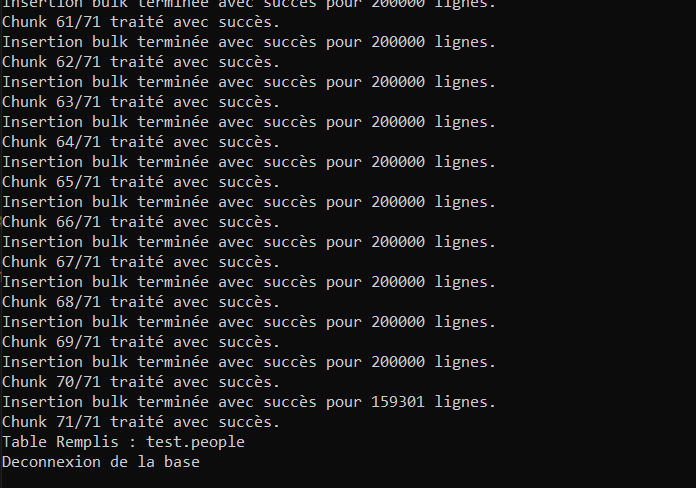 Insertion bulk terminée avec succès pour 200000 lignes.
Chunk 61/71 traité avec succès.
Insertion bulk terminée avec succès pour 200000 lignes.
Chunk 62/71 traité avec succès.
Insertion bulk terminée avec succès pour 200000 lignes.
Chunk 63/71 traité avec succès.
Insertion bulk terminée avec succès pour 200000 lignes.
Chunk 64/71 traité avec succès.
Insertion bulk terminée avec succès pour 200000 lignes.
Chunk 65/71 traité avec succès.
Insertion bulk terminée avec succès pour 200000 lignes.
Chunk 66/71 traité avec succès.
Insertion bulk terminée avec succès pour 200000 lignes.
Chunk 67/71 traité avec succès.
Insertion bulk terminée avec succès pour 200000 lignes.
Chunk 68/71 traité avec succès.
Insertion bulk terminée avec succès pour 200000 lignes.
Chunk 69/71 traité avec succès.
Insertion bulk terminée avec succès pour 200000 lignes.
Chunk 70/71 traité avec succès.
Insertion bulk terminée avec succès pour 159301 lignes.
Chunk 71/71 traité avec succès.
Table Remplis : test.people
Deconnexion de la base